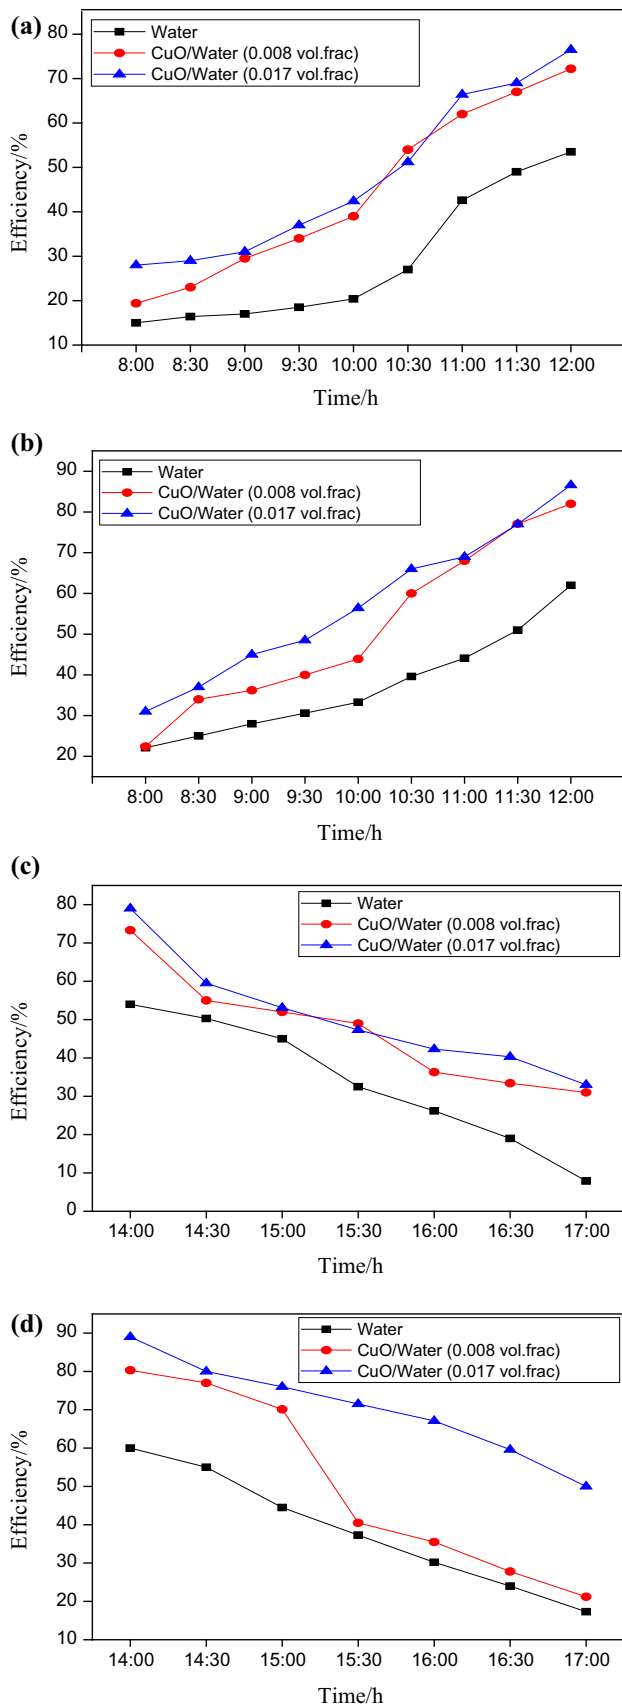 (a)
Water
CuO/Water (0.008 vol.frac)
CuO/Water (0.017 vol.frac)
80
70
60
50
40
30
20
10
Efficiency/%
8:00 8:30 9:00 9:30 10:00 10:30 11:00 11:30 12:00
Time/h
(b)
Water
CuO/Water (0.008 vol.frac)
CuO/Water (0.017 vol.frac)
90
80
70
60
50
40
30
20
Efficiency/%
8:00 8:30 9:00 9:30 10:00 10:30 11:00 11:30 12:00
Time/h
(c)
Water
CuO/Water (0.008 vol.frac)
CuO/Water (0.017 vol.frac)
80
70
60
50
40
30
20
10
0
Efficiency/%
14:00 14:30 15:00 15:30 16:00 16:30 17:00
Time/h
(d)
Water
CuO/Water (0.008 vol.frac)
CuO/Water (0.017 vol.frac)
90
80
70
60
50
40
30
20
10
Efficiency/%
14:00 14:30 15:00 15:30 16:00 16:30 17:00
Time/h